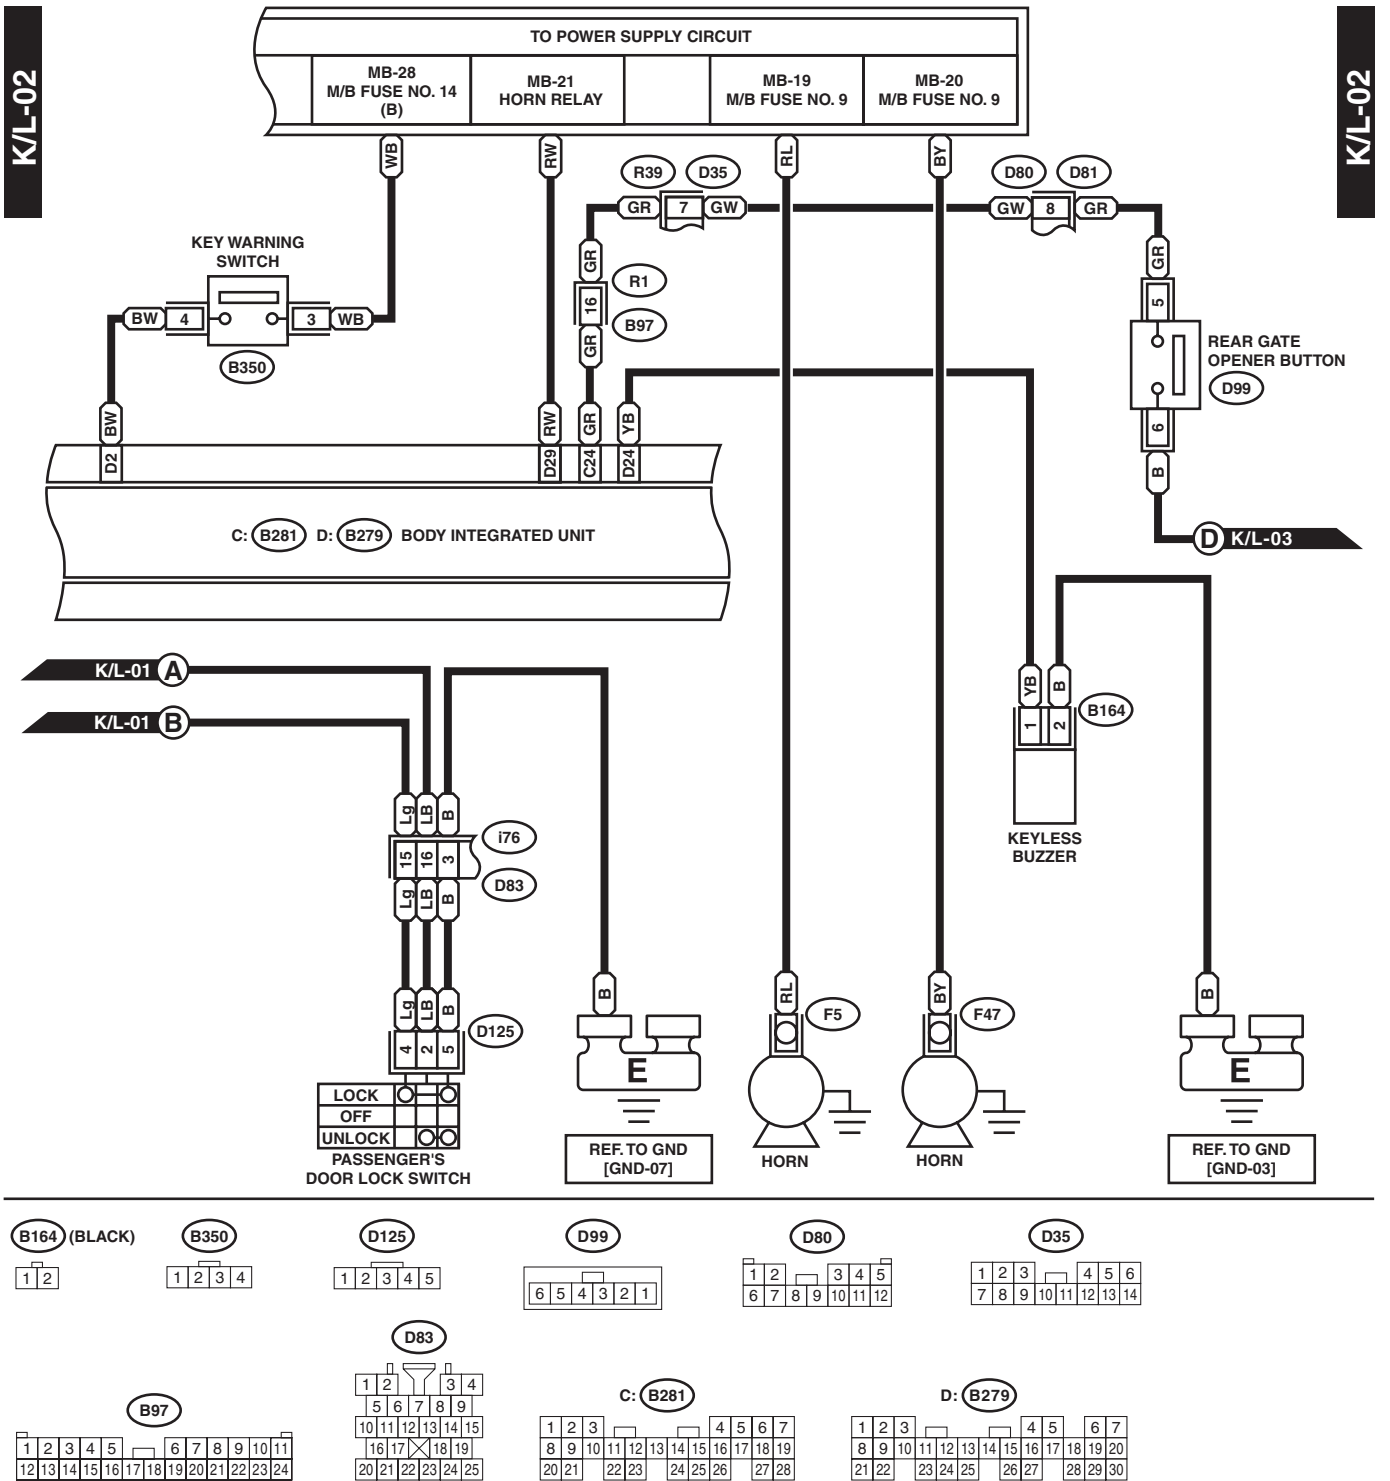 K/L-02
K/L-02
TO POWER SUPPLY CIRCUIT
MB-28
M/B FUSE NO. 14
(B)
MB-21
HORN RELAY
MB-19
M/B FUSE NO. 9
MB-20
M/B FUSE NO. 9
WB
RW
RL
BY
R39
D35
D80
D81
GR
7
GW
GW
8
GR
KEY WARNING
SWITCH
BW
4
3
WB
B350
GR
R1
16
B97
GR
GR
5
REAR GATE
OPENER BUTTON
D99
6
B
BW
RW
GR
YB
D2
D29
C24
D24
C: B281 D: B279 BODY INTEGRATED UNIT
D K/L-03
K/L-01 A
K/L-01 B
YB
B
B164
1
2
KEYLESS
BUZZER
Lg
LB
B
i76
15
16
3
D83
Lg
LB
B
Lg
LB
B
D125
4
2
5
LOCK
OFF
UNLOCK
PASSENGER'S
DOOR LOCK SWITCH
B
E
REF. TO GND
[GND-07]
RL
F5
HORN
BY
F47
HORN
B
E
REF. TO GND
[GND-03]
B164 (BLACK)
1 2
B350
1 2 3 4
D125
1 2 3 4 5
D99
6 5 4 3 2 1
D80
1 2 3 4 5
6 7 8 9 10 11 12
D35
1 2 3 4 5 6
7 8 9 10 11 12 13 14
B97
1 2 3 4 5 6 7 8 9 10 11
12 13 14 15 16 17 18 19 20 21 22 23 24
D83
1 2 3 4
5 6 7 8 9
10 11 12 13 14 15
16 17 18 19
20 21 22 23 24 25
C: B281
1 2 3 4 5 6 7
8 9 10 11 12 13 14 15 16 17 18 19
20 21 22 23 24 25 26 27 28
D: B279
1 2 3 4 5 6 7
8 9 10 11 12 13 14 15 16 17 18 19 20
21 22 23 24 25 26 27 28 29 30